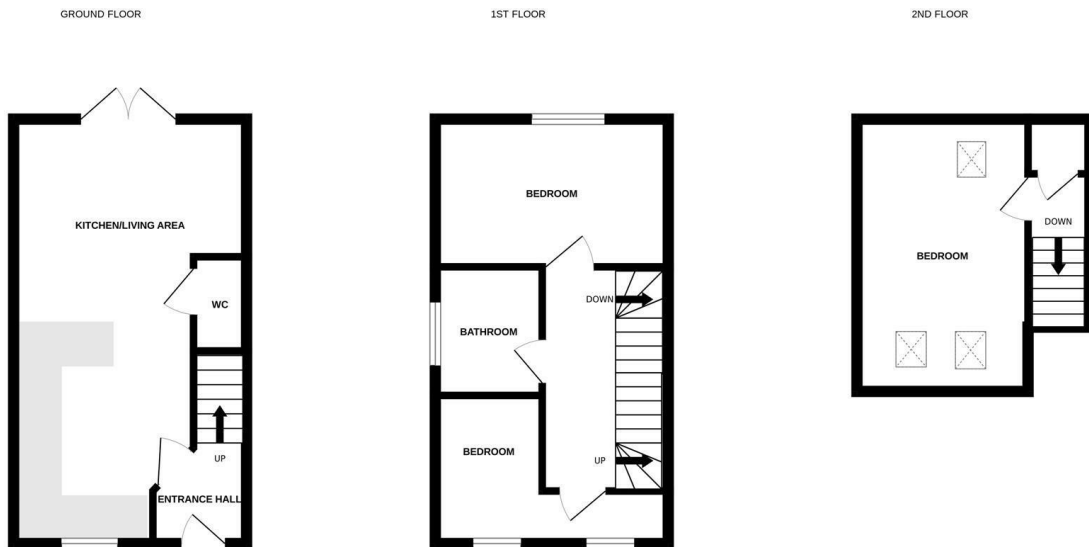 GROUND FLOOR
KITCHEN/LIVING AREA
WC
UP
ENTRANCE HALL
1ST FLOOR
BEDROOM
DOWN
BATHROOM
BEDROOM
UP
2ND FLOOR
DOWN
BEDROOM